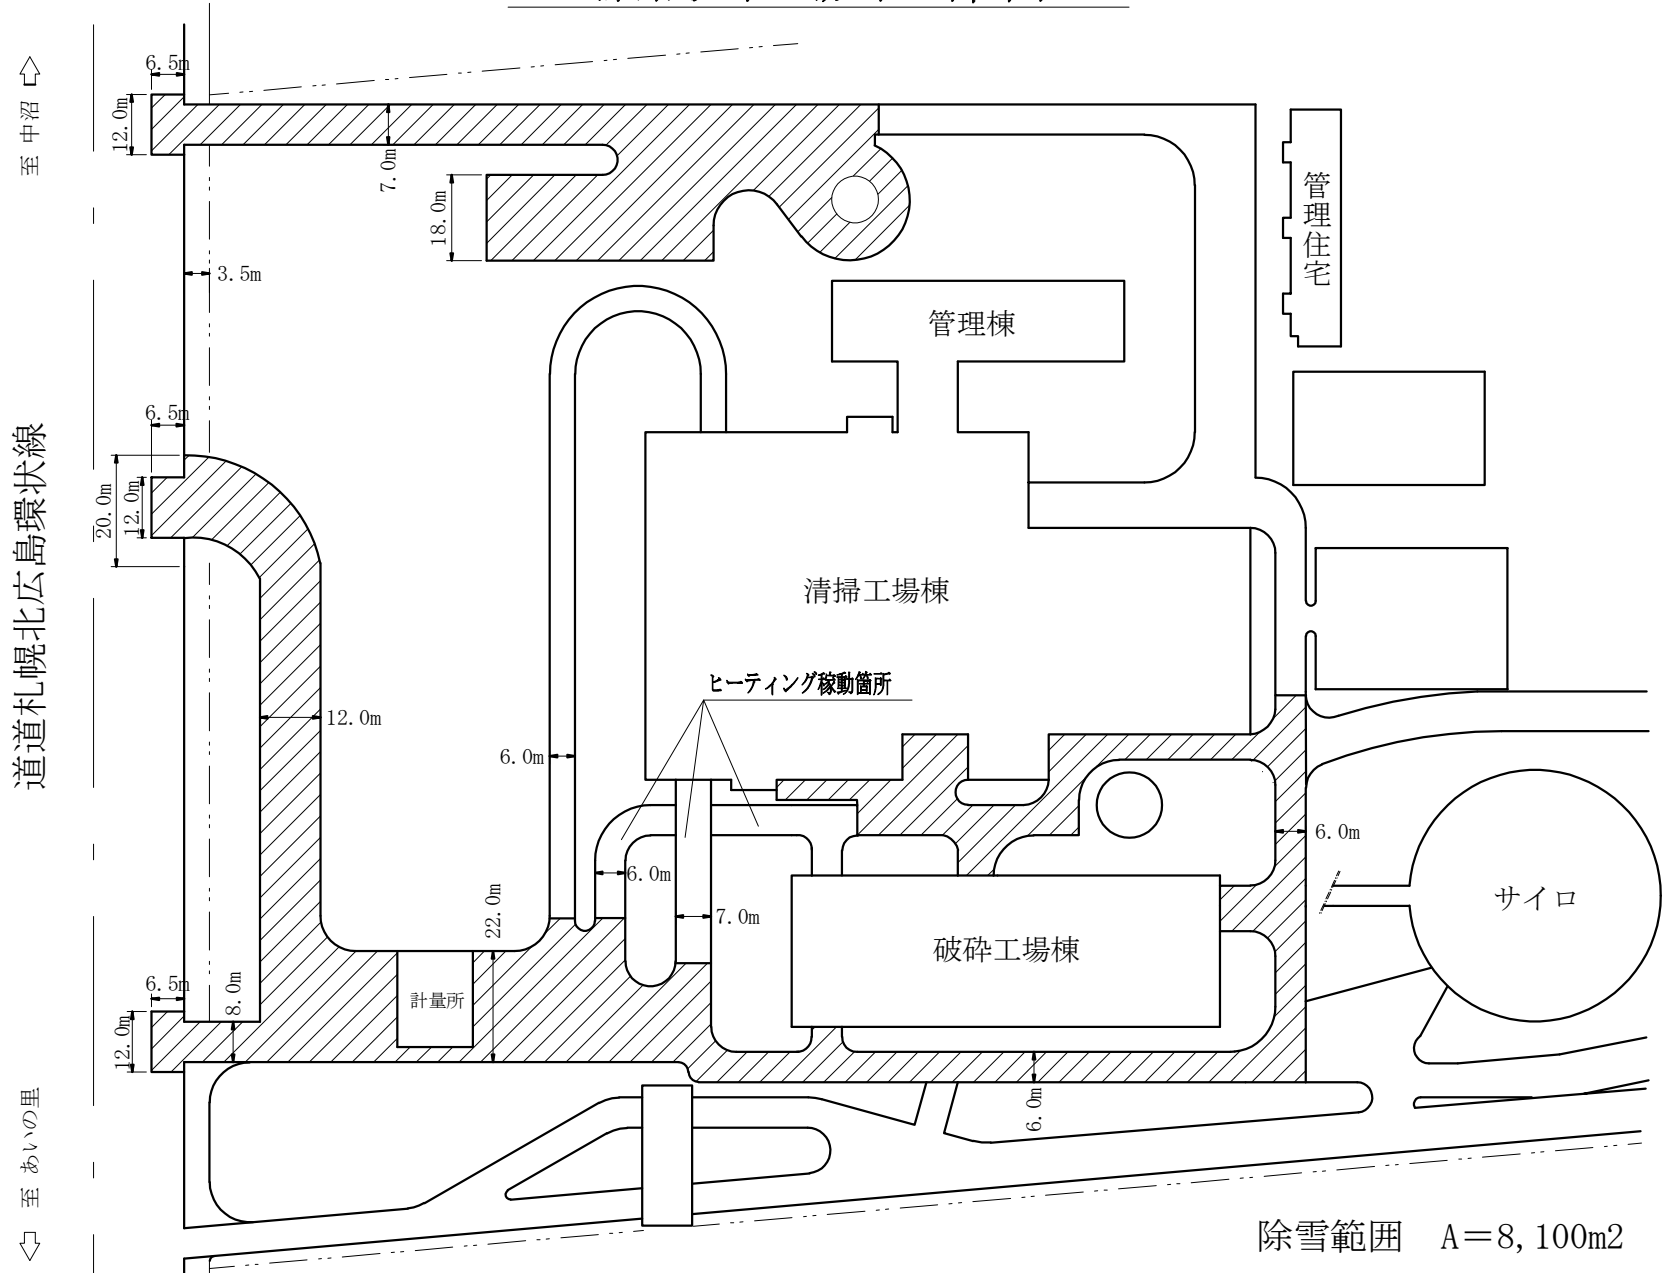 6.5m
至 中沼
12.0m
7.0m
18.0m
管理住宅
3.5m
管理棟
6.5m
道道札幌北広島環状線
20.0m
12.0m
清掃工場棟
ヒーティング稼動箇所
12.0m
6.0m
6.0m
6.0m
サイロ
22.0m
7.0m
破砕工場棟
6.5m
8.0m
計量所
12.0m
6.0m
至 あいの里
除雪範囲 A＝8,100m2